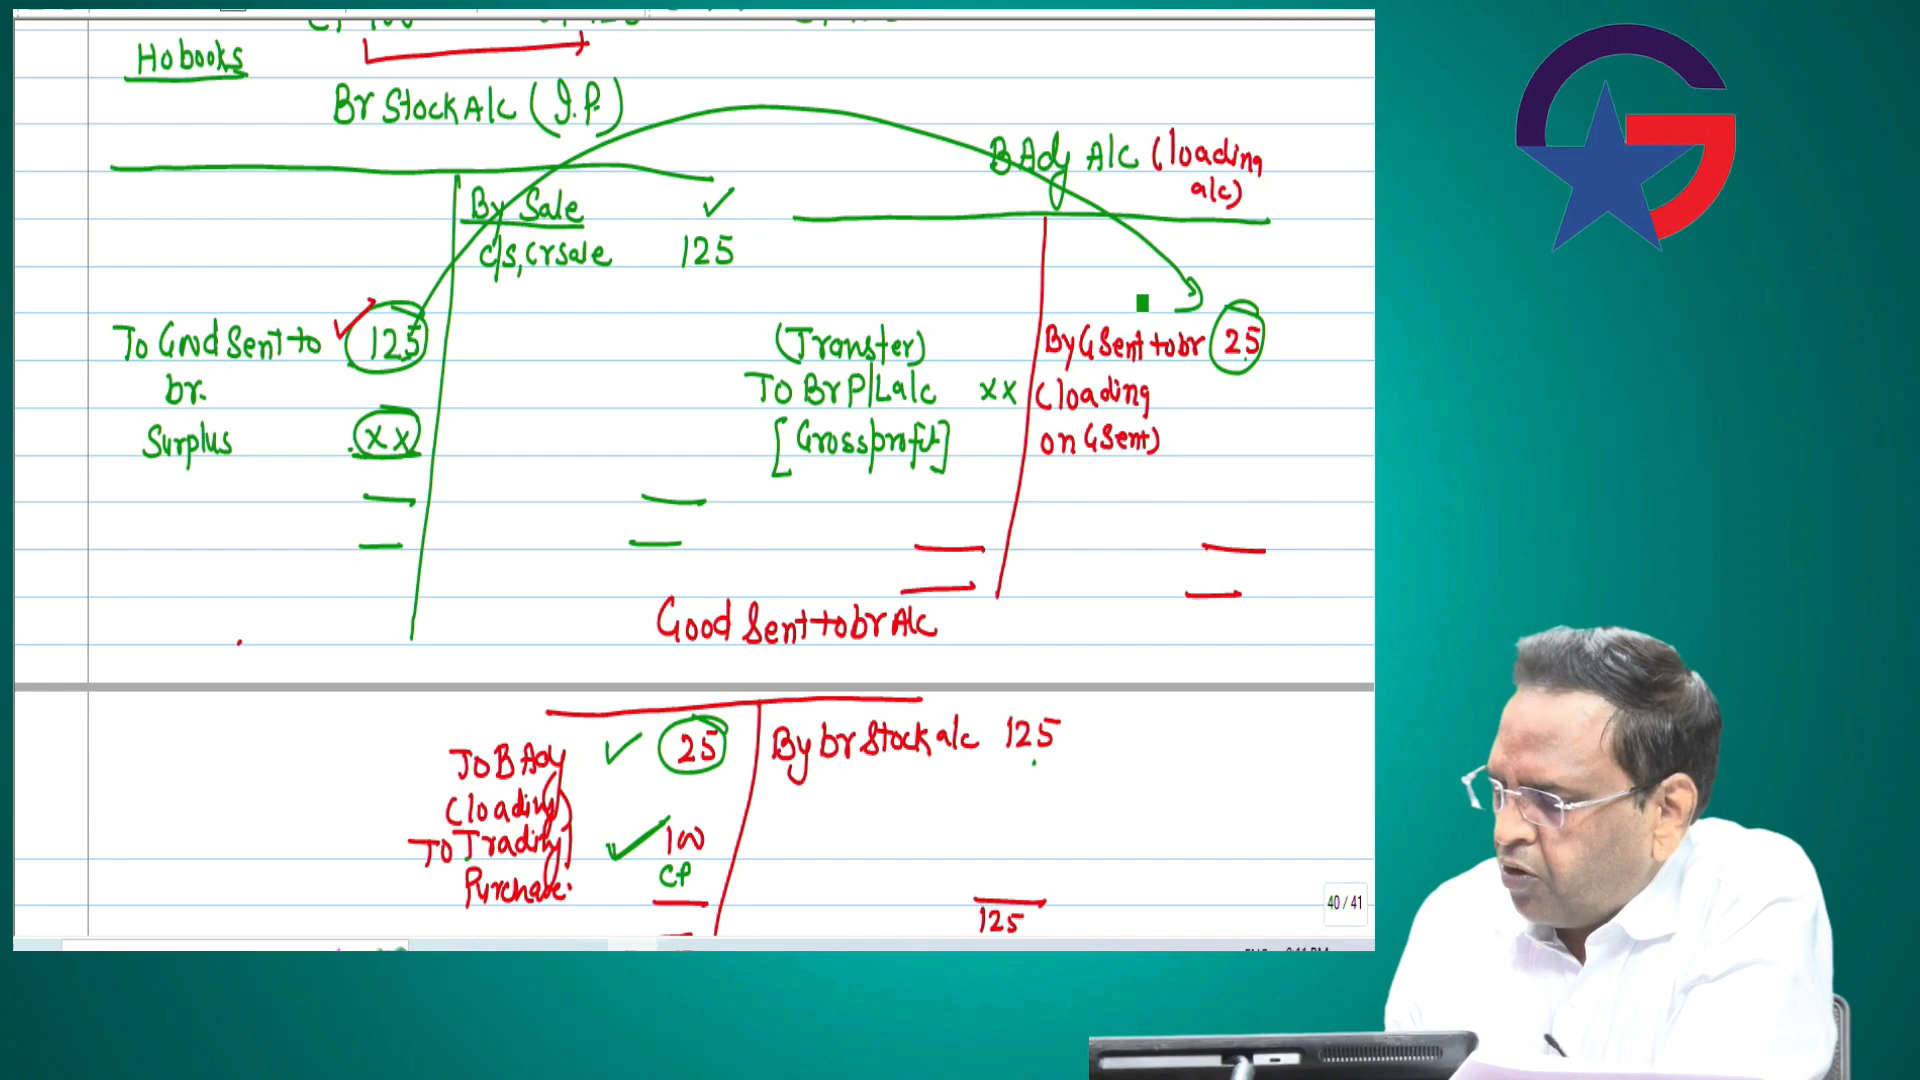 Ho books
Br Stock A/c (I.P.)
B Adj A/c (loading
a/c)
By Sale
c/s, Cr Sale 125
To Good Sent to 125
br.
Surplus xx
(Transfer)
To Br P/L a/c xx
[Gross profit]
By G Sent to br 25
(loading
on G Sent)
Good Sent to br A/c
To B Adj 25
(loading)
To Trading 100
Purchase. CP
By br Stock a/c 125
125
40 / 41
G